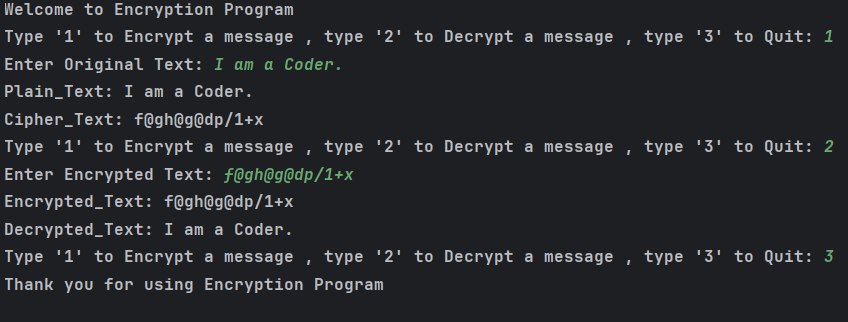 Welcome to Encryption Program
Type '1' to Encrypt a message , type '2' to Decrypt a message , type '3' to Quit: 1
Enter Original Text: I am a Coder.
Plain_Text: I am a Coder.
Cipher_Text: f@gh@g@dp/1+x
Type '1' to Encrypt a message , type '2' to Decrypt a message , type '3' to Quit: 2
Enter Encrypted Text: f@gh@g@dp/1+x
Encrypted_Text: f@gh@g@dp/1+x
Decrypted_Text: I am a Coder.
Type '1' to Encrypt a message , type '2' to Decrypt a message , type '3' to Quit: 3
Thank you for using Encryption Program